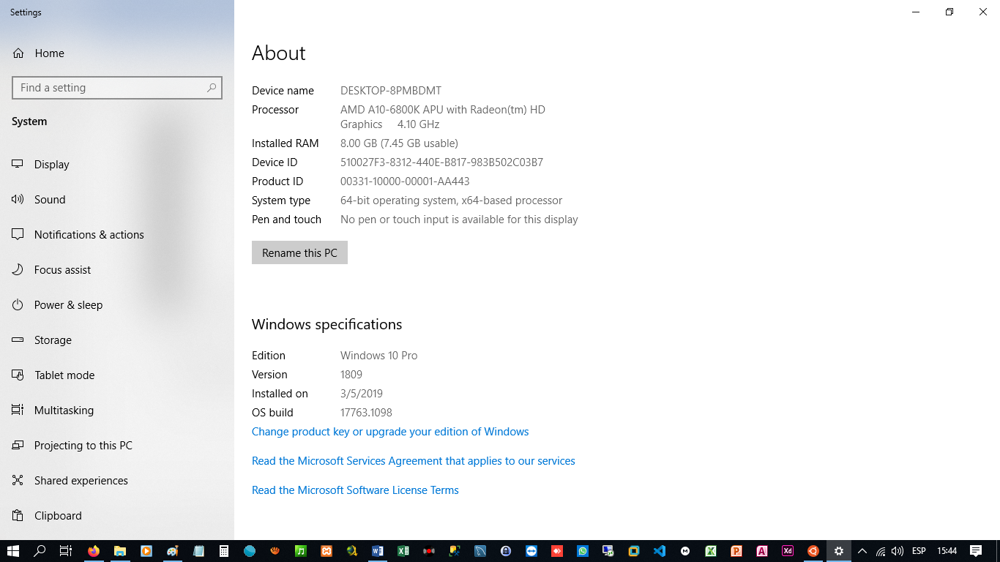 Settings
Home
Find a setting
System
Display
Sound
Notifications & actions
Focus assist
Power & sleep
Storage
Tablet mode
Multitasking
Projecting to this PC
Shared experiences
Clipboard
About
Device name DESKTOP-8PMBDMT
Processor AMD A10-6800K APU with Radeon(tm) HD
Graphics 4.10 GHz
Installed RAM 8.00 GB (7.45 GB usable)
Device ID 510027F3-8312-440E-B817-983B502C03B7
Product ID 00331-10000-00001-AA443
System type 64-bit operating system, x64-based processor
Pen and touch No pen or touch input is available for this display
Rename this PC
Windows specifications
Edition Windows 10 Pro
Version 1809
Installed on 3/5/2019
OS build 17763.1098
Change product key or upgrade your edition of Windows
Read the Microsoft Services Agreement that applies to our services
Read the Microsoft Software License Terms
Xd
ESP 15:44